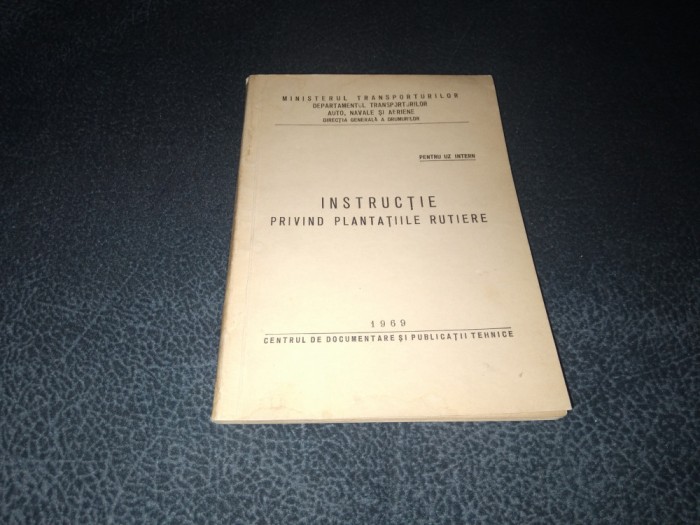 MINISTERUL TRANSPORTURILOR
DEPARTAMENTUL TRANSPORTURILOR
AUTO, NAVALE ȘI AERIENE
DIRECȚIA GENERALĂ A DRUMURILOR
PENTRU UZ INTERN
INSTRUCȚIE
PRIVIND PLANTAȚIILE RUTIERE
1969
CENTRUL DE DOCUMENTARE ȘI PUBLICAȚII TEHNICE